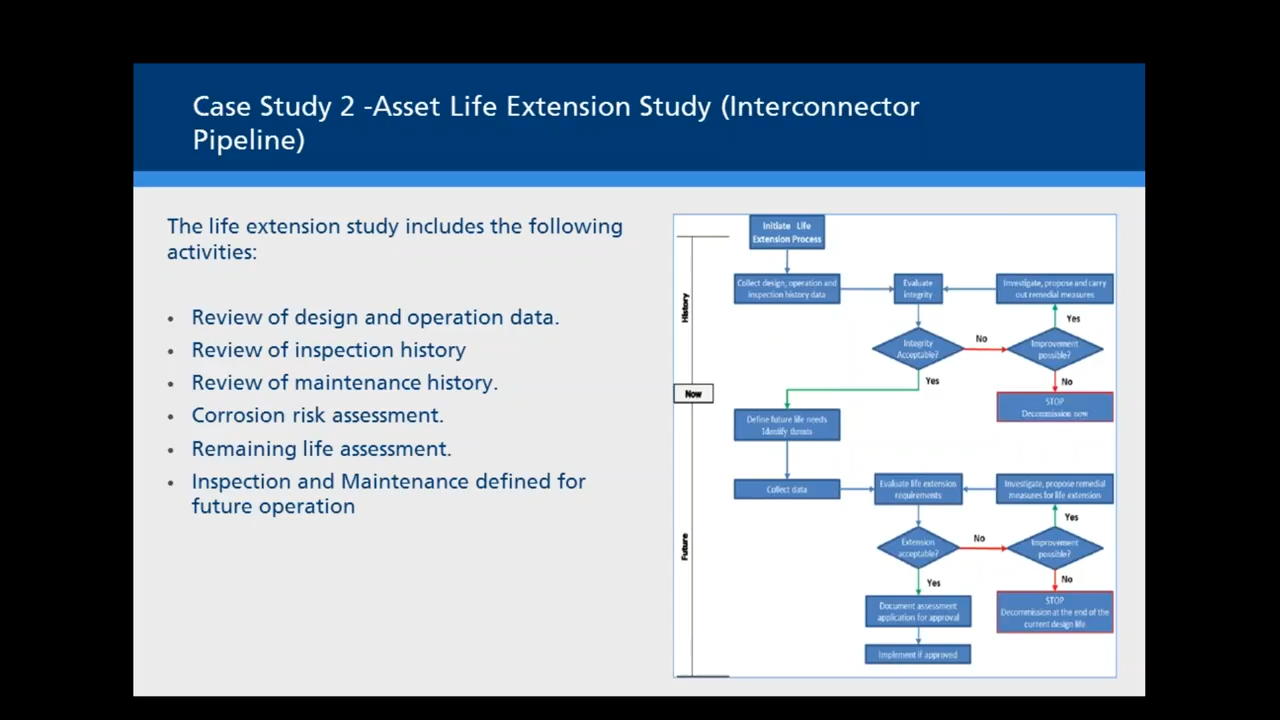 Case Study 2 -Asset Life Extension Study (Interconnector
Pipeline)
The life extension study includes the following
activities:
• Review of design and operation data.
• Review of inspection history
• Review of maintenance history.
• Corrosion risk assessment.
• Remaining life assessment.
• Inspection and Maintenance defined for
future operation
Initiate Life
Extension Process
History
Collect design, operation and
inspection history data
Evaluate
integrity
Investigate, propose and carry
out remedial measures
Yes
Integrity
Acceptable?
No
Improvement
possible?
Yes
No
Now
STOP
Decommission now
Define future life needs
Identify threats
Future
Collect data
Evaluate life extension
requirements
Investigate, propose remedial
measures for life extension
Yes
Extension
acceptable?
No
Improvement
possible?
Yes
No
Document assessment
application for approval
STOP
Decommission at the end of the
current design life
Implement if approved